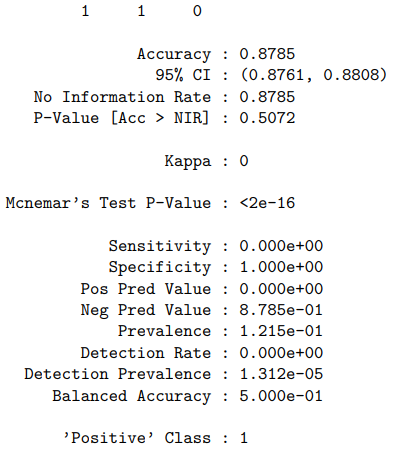 1 1 0
Accuracy : 0.8785
95% CI : (0.8761, 0.8808)
No Information Rate : 0.8785
P-Value [Acc > NIR] : 0.5072
Kappa : 0
Mcnemar's Test P-Value : <2e-16
Sensitivity : 0.000e+00
Specificity : 1.000e+00
Pos Pred Value : 0.000e+00
Neg Pred Value : 8.785e-01
Prevalence : 1.215e-01
Detection Rate : 0.000e+00
Detection Prevalence : 1.312e-05
Balanced Accuracy : 5.000e-01
'Positive' Class : 1